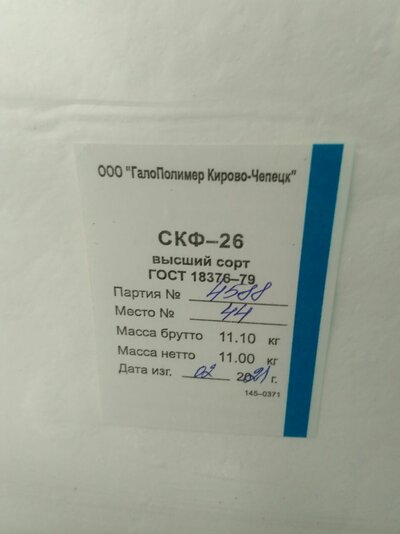 ООО "ГалоПолимер Кирово-Чепецк"
СКФ–26
высший сорт
ГОСТ 18376–79
Партия № 4588
Место № 44
Масса брутто 11.10 кг
Масса нетто 11.00 кг
Дата изг. 02 2021 г.
145–0371